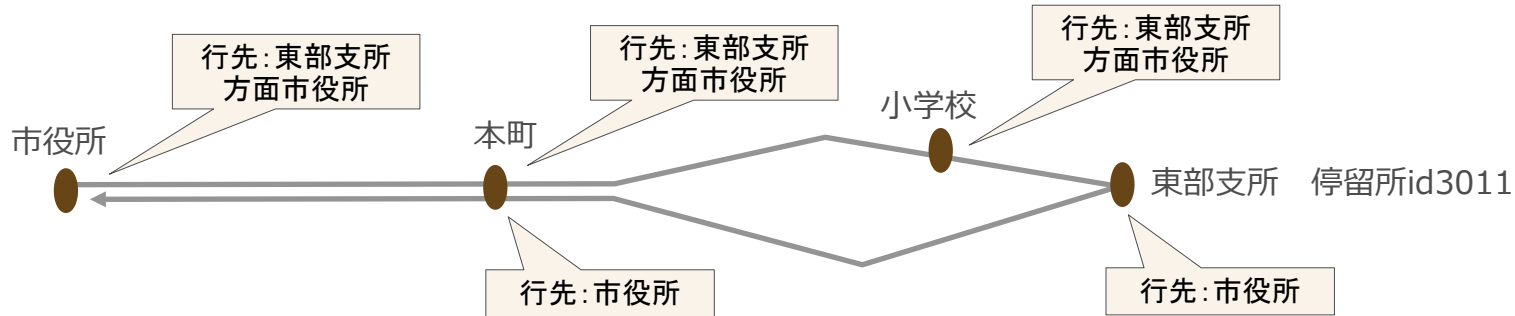 行先:東部支所
方面市役所
行先:東部支所
方面市役所
行先:東部支所
方面市役所
市役所
本町
小学校
東部支所　停留所id3011
行先:市役所
行先:市役所